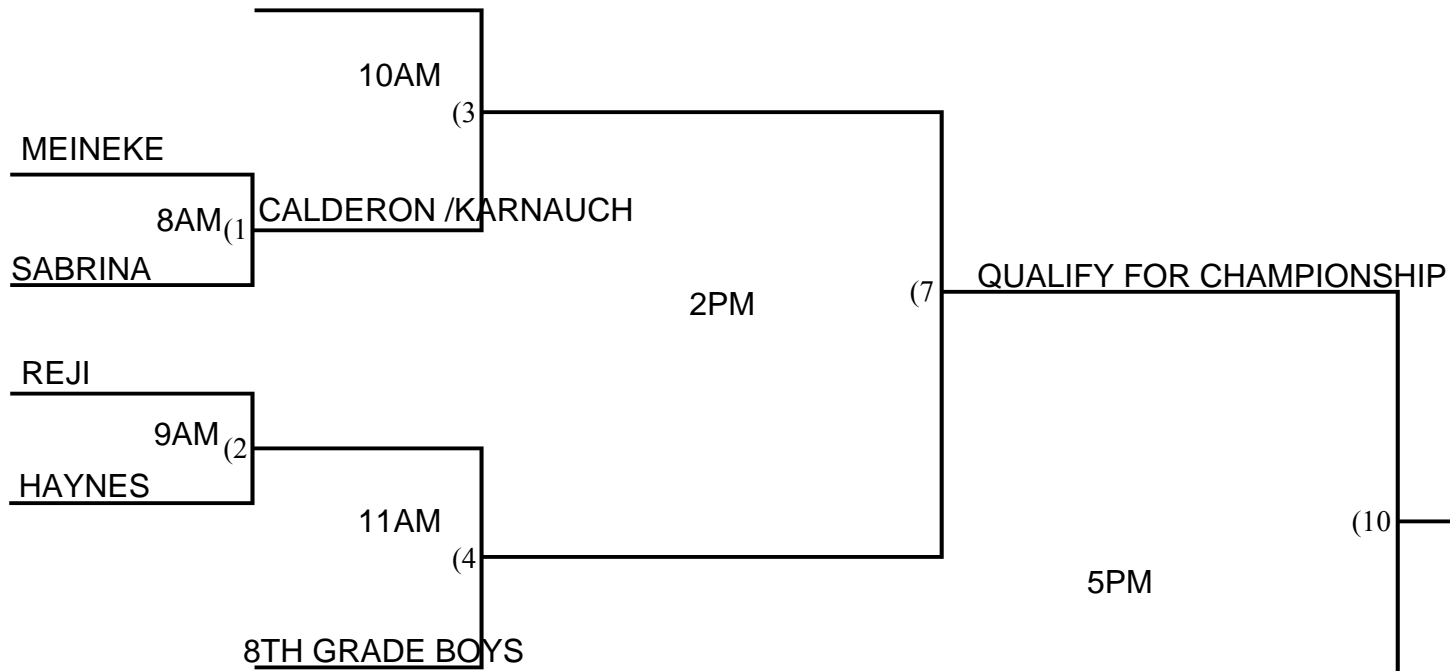 10AM
(3
MEINEKE
8AM (1
CALDERON /KARNAUCH
SABRINA
QUALIFY FOR CHAMPIONSHIP
2PM
(7
REJI
9AM (2
HAYNES
11AM
(4
(10
5PM
8TH GRADE BOYS